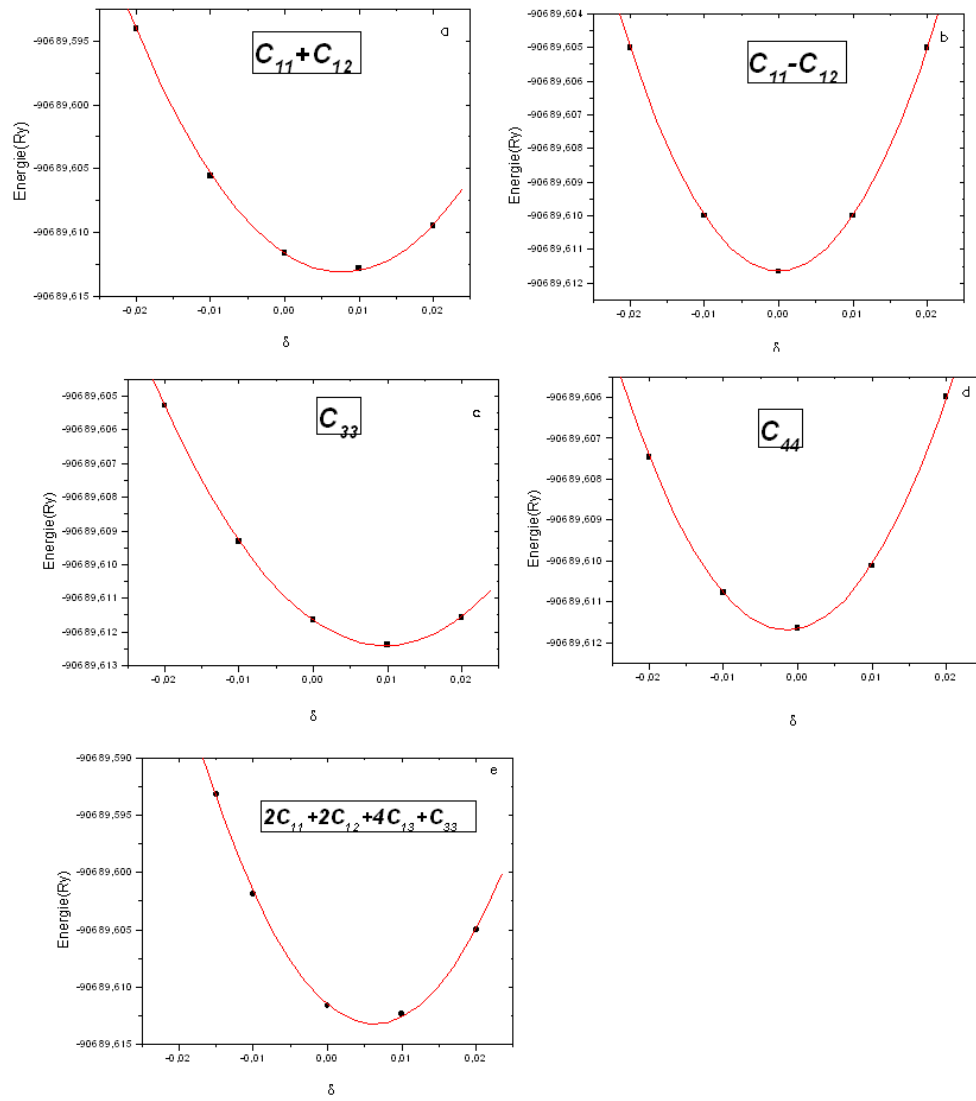 a
C₁₁+C₁₂
Energie(Ry)
-90689,595
-90689,600
-90689,605
-90689,610
-90689,615
-0,02 -0,01 0,00 0,01 0,02
δ
b
C₁₁-C₁₂
Energie(Ry)
-90689,604
-90689,605
-90689,606
-90689,607
-90689,608
-90689,609
-90689,610
-90689,611
-90689,612
-0,02 -0,01 0,00 0,01 0,02
δ
c
C₃₃
Energie(Ry)
-90689,605
-90689,606
-90689,607
-90689,608
-90689,609
-90689,610
-90689,611
-90689,612
-90689,613
-0,02 -0,01 0,00 0,01 0,02
δ
d
C₄₄
Energie(Ry)
-90689,606
-90689,607
-90689,608
-90689,609
-90689,610
-90689,611
-90689,612
-0,02 -0,01 0,00 0,01 0,02
δ
e
2C₁₁+2C₁₂+4C₁₃+C₃₃
Energie(Ry)
-90689,590
-90689,595
-90689,600
-90689,605
-90689,610
-90689,615
-0,02 -0,01 0,00 0,01 0,02
δ